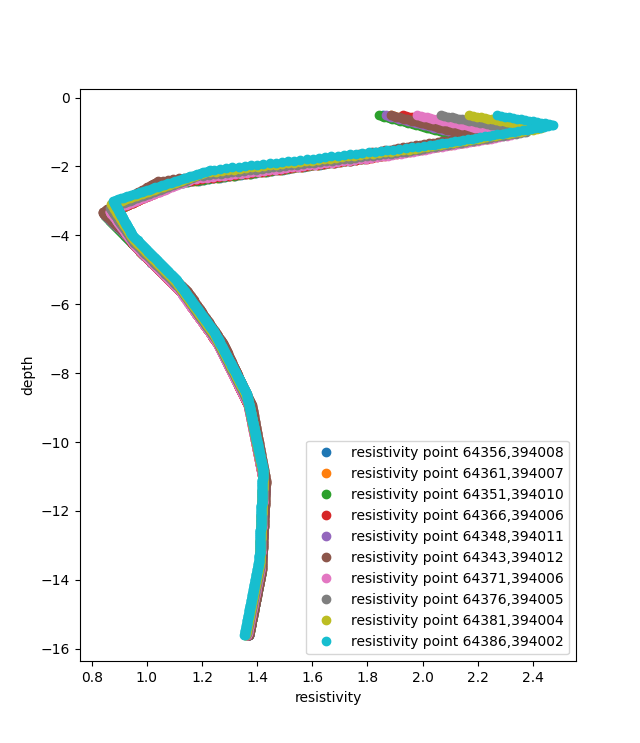 0
−2
−4
−6
−8
−10
−12
−14
−16
depth
0.8 1.0 1.2 1.4 1.6 1.8 2.0 2.2 2.4
resistivity
resistivity point 64356,394008
resistivity point 64361,394007
resistivity point 64351,394010
resistivity point 64366,394006
resistivity point 64348,394011
resistivity point 64343,394012
resistivity point 64371,394006
resistivity point 64376,394005
resistivity point 64381,394004
resistivity point 64386,394002